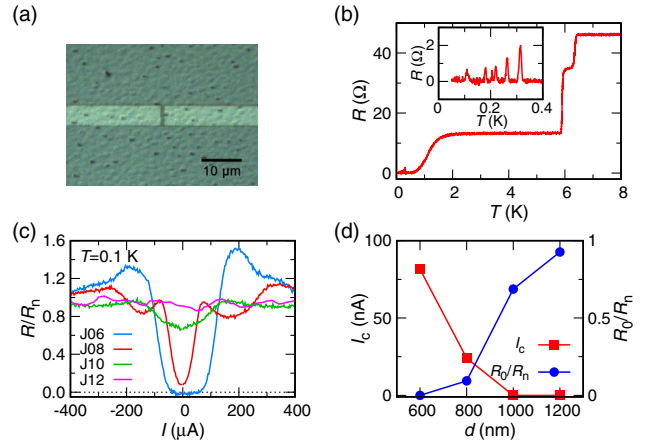 (a)
10 µm
(b)
R (Ω)
40
20
0
0 2 4 6 8
T (K)
R (Ω)
2
1
0
0 0.2 0.4
T (K)
(c)
R/Rn
1.6
1.2
0.8
0.4
0.0
T=0.1 K
J06
J08
J10
J12
-400 -200 0 200 400
I (µA)
(d)
Ic (nA)
100
50
0
Ic
R0/Rn
1
0.5
0
R0/Rn
600 800 1000 1200
d (nm)